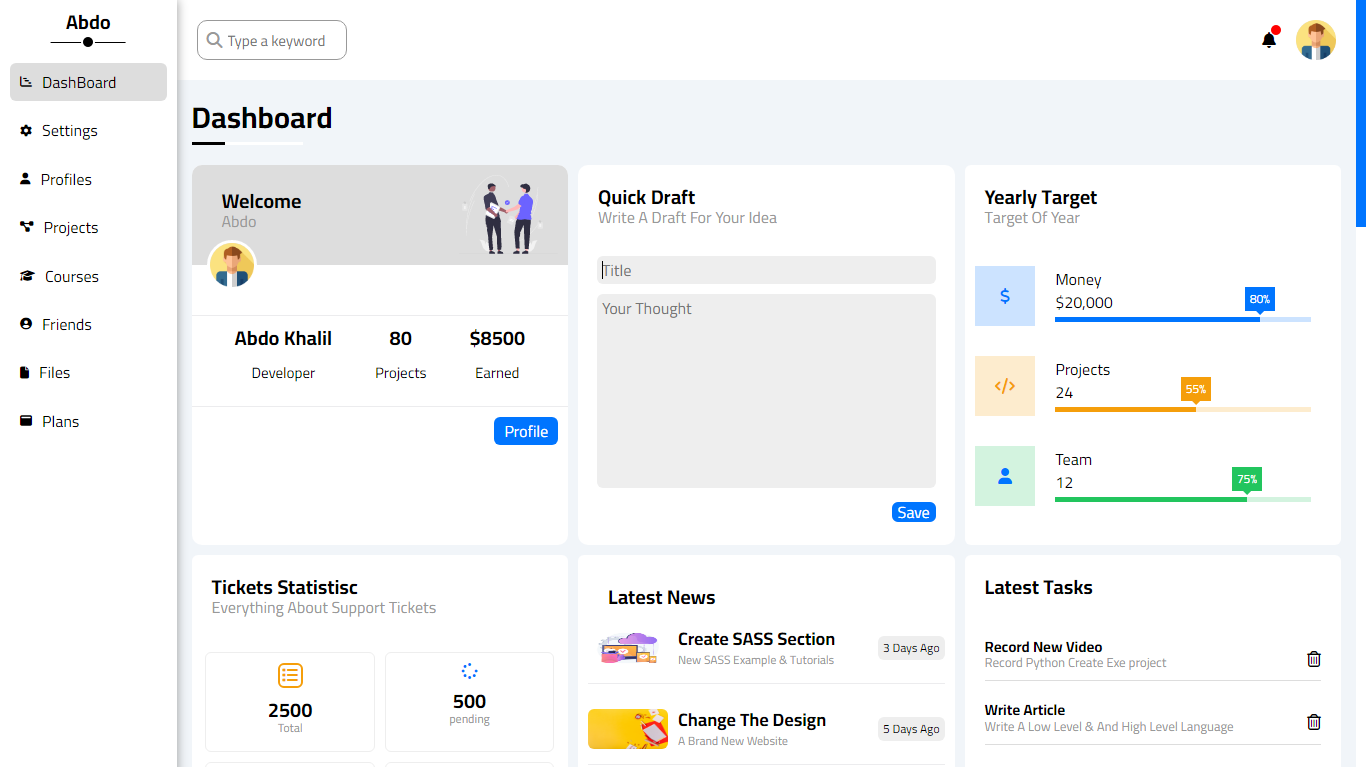 Abdo
DashBoard
Settings
Profiles
Projects
Courses
Friends
Files
Plans
Type a keyword
Dashboard
Welcome
Abdo
Abdo Khalil
Developer
80
Projects
$8500
Earned
Profile
Quick Draft
Write A Draft For Your Idea
Title
Your Thought
Save
Yearly Target
Target Of Year
Money
$20,000
80%
Projects
24
55%
Team
12
75%
Tickets Statistisc
Everything About Support Tickets
2500
Total
500
pending
Latest News
Create SASS Section
New SASS Example & Tutorials
3 Days Ago
Change The Design
A Brand New Website
5 Days Ago
Latest Tasks
Record New Video
Record Python Create Exe project
Write Article
Write A Low Level & And High Level Language